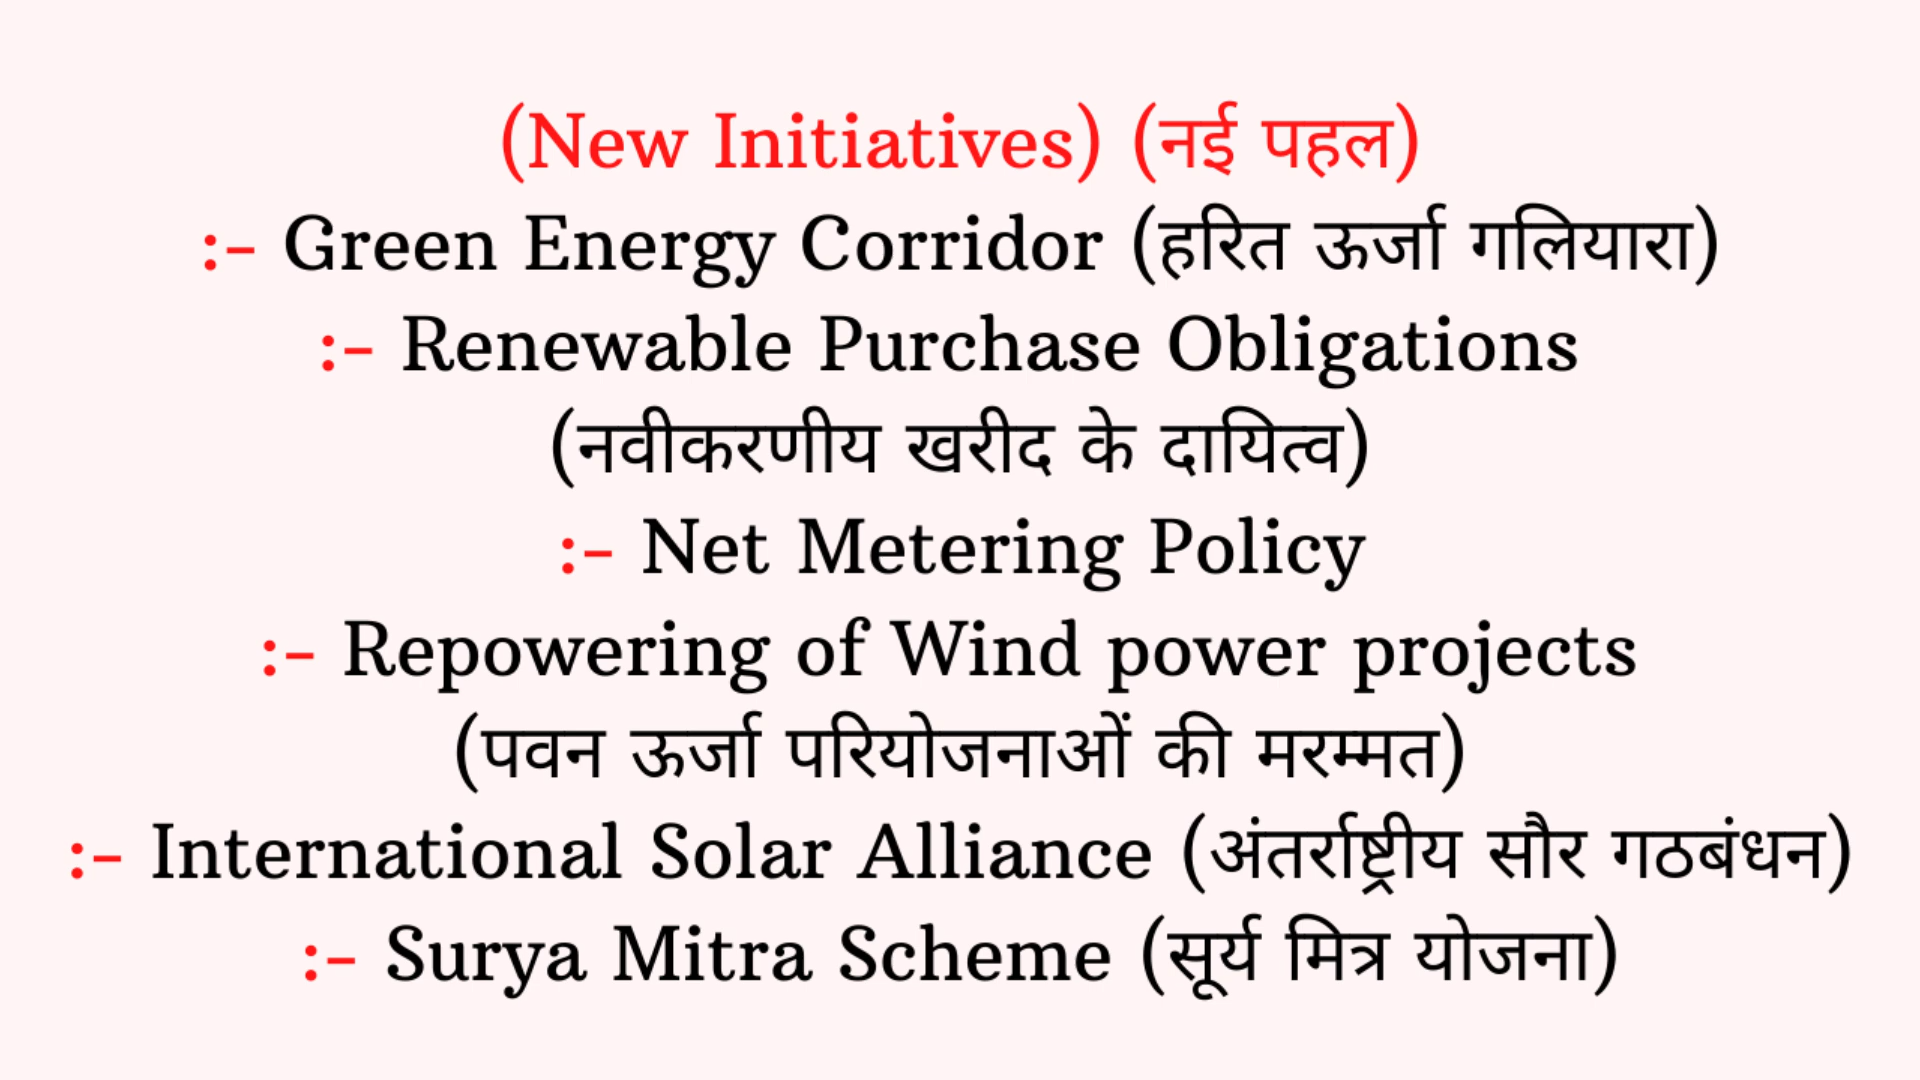 (New Initiatives) (नई पहल)
:- Green Energy Corridor (हरित ऊर्जा गलियारा)
:- Renewable Purchase Obligations
(नवीकरणीय खरीद के दायित्व)
:- Net Metering Policy
:- Repowering of Wind power projects
(पवन ऊर्जा परियोजनाओं की मरम्मत)
:- International Solar Alliance (अंतर्राष्ट्रीय सौर गठबंधन)
:- Surya Mitra Scheme (सूर्य मित्र योजना)